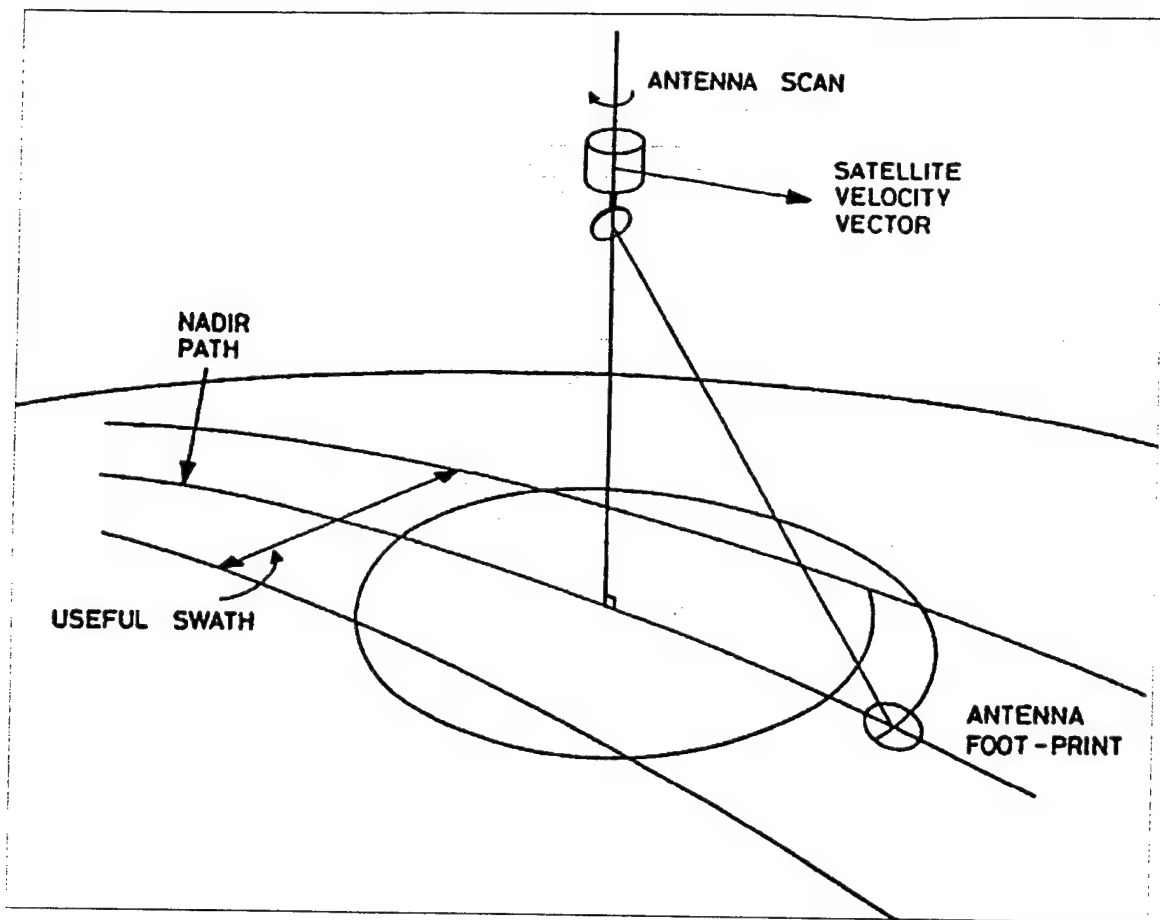 ANTENNA SCAN
SATELLITE
VELOCITY
VECTOR
NADIR
PATH
USEFUL SWATH
ANTENNA
FOOT-PRINT